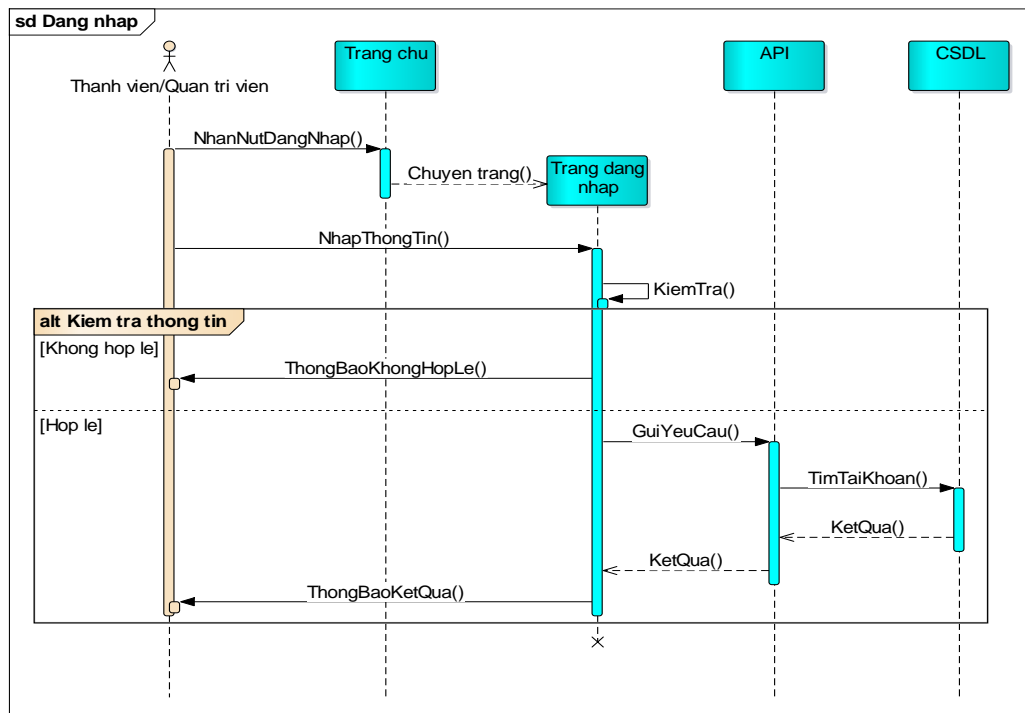 sd Dang nhap
Thanh vien/Quan tri vien
Trang chu
API
CSDL
NhanNutDangNhap()
Chuyen trang()
Trang dang
nhap
NhapThongTin()
KiemTra()
alt Kiem tra thong tin
[Khong hop le]
ThongBaoKhongHopLe()
[Hop le]
GuiYeuCau()
TimTaiKhoan()
KetQua()
KetQua()
ThongBaoKetQua()